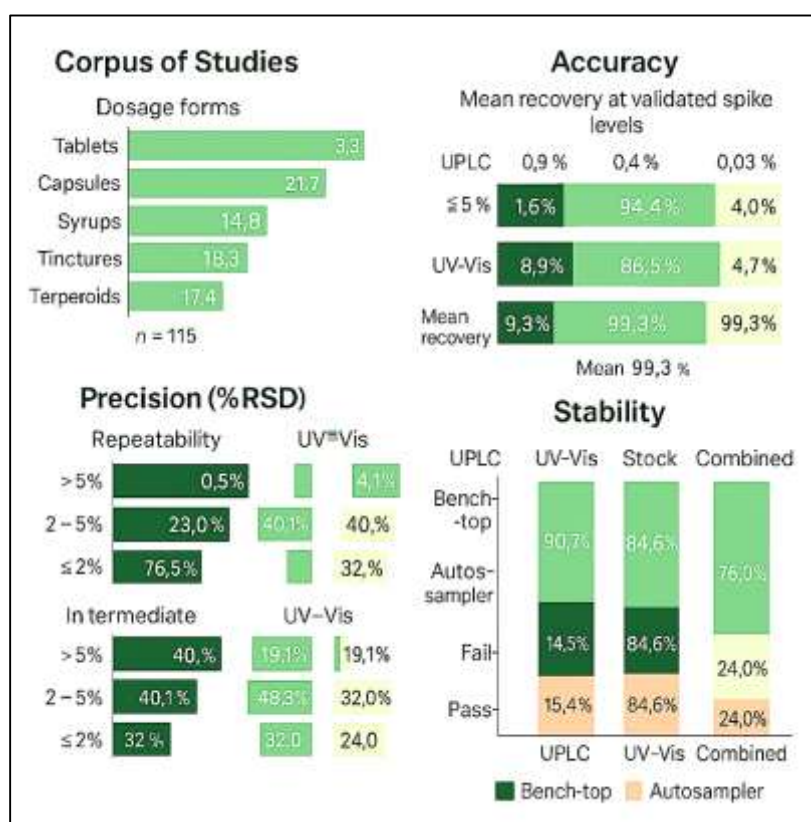 Corpus of Studies
Dosage forms
Tablets 3,3
Capsules 21.7
Syrups 14,8
Tinctures 18,3
Terperoids 17.4
n = 115
Accuracy
Mean recovery at validated spike
levels
UPLC 0,9 % 0,4 % 0,03 %
≦5 % 1,6% 94.4% 4,0%
UV-Vis 8,9% 86,5% 4,7%
Mean
recovery 9,3% 99.3% 99,3%
Mean 99,3 %
Precision (%RSD)
Repeatability
>5% 0,5% 4,1%
2–5% 23,0% 40,1% 40,%
≤2% 76,5% 32,%
In termediate UV–Vis
>5% 40,% 19,1% 19,1%
2–5% 40,1% 48,3% 32,0%
≤2% 32 % 32.0 24,0
Stability
UPLC UV–Vis Stock Combined
Bench-
-top
90,7% 84,6% 76,0%
Autos-
sampler
Fail 14,5% 84,6% 24,0%
Pass 15,4% 84,6% 24,0%
UPLC UV–Vis Combined
Bench-top Autosampler